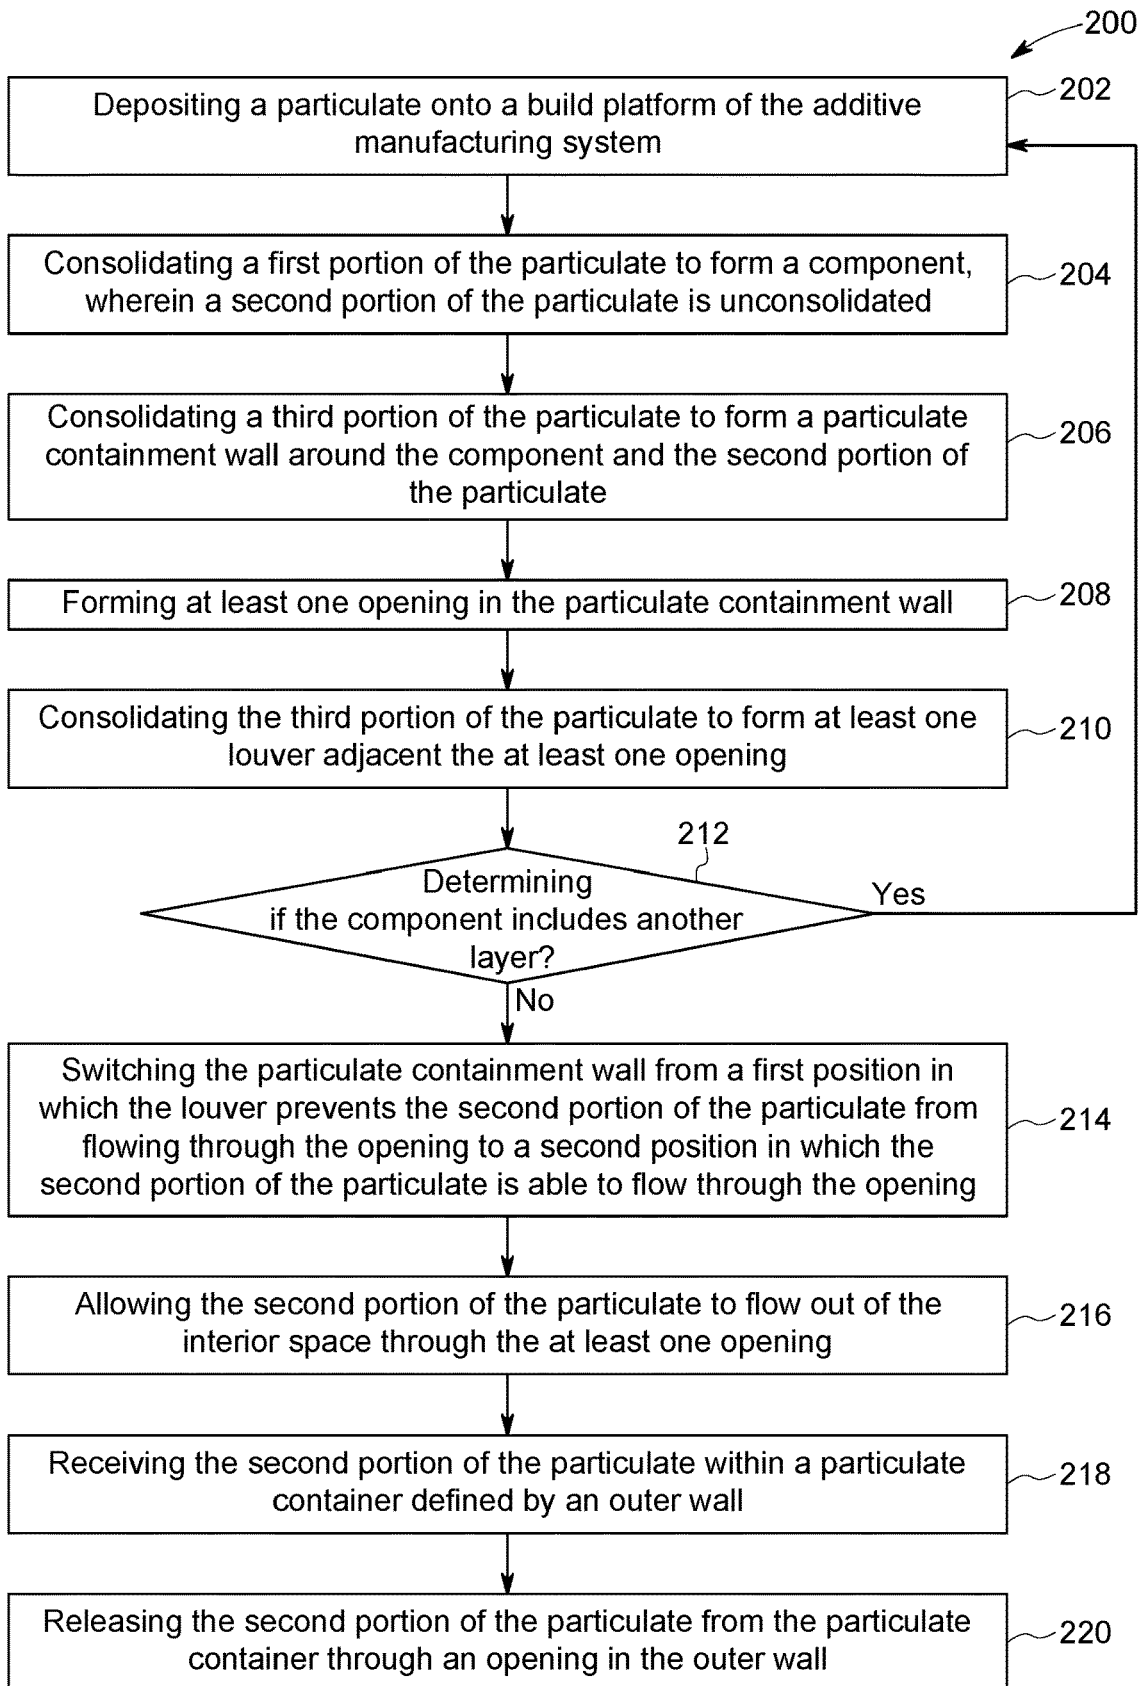 200
Depositing a particulate onto a build platform of the additive
manufacturing system
202
Consolidating a first portion of the particulate to form a component,
wherein a second portion of the particulate is unconsolidated
204
Consolidating a third portion of the particulate to form a particulate
containment wall around the component and the second portion of
the particulate
206
Forming at least one opening in the particulate containment wall
208
Consolidating the third portion of the particulate to form at least one
louver adjacent the at least one opening
210
212
Determining
if the component includes another
layer?
Yes
No
Switching the particulate containment wall from a first position in
which the louver prevents the second portion of the particulate from
flowing through the opening to a second position in which the
second portion of the particulate is able to flow through the opening
214
Allowing the second portion of the particulate to flow out of the
interior space through the at least one opening
216
Receiving the second portion of the particulate within a particulate
container defined by an outer wall
218
Releasing the second portion of the particulate from the particulate
container through an opening in the outer wall
220